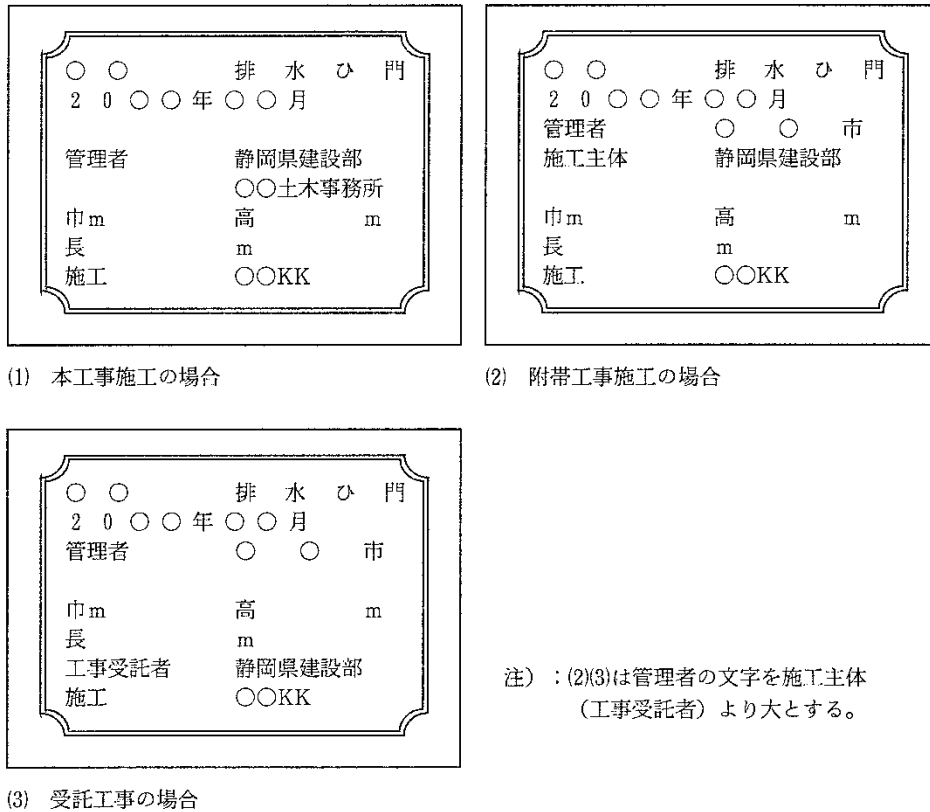 ○ ○ 排 水 ひ 門
2 0 ○ ○ 年 ○ ○ 月
管理者 静岡県建設部
○○土木事務所
巾m 高 m
長 m
施工 ○○KK
(1) 本工事施工の場合
○ ○ 排 水 ひ 門
2 0 ○ ○ 年 ○ ○ 月
管理者 ○ ○ 市
施工主体 静岡県建設部
巾m 高 m
長 m
施工 ○○KK
(2) 附帯工事施工の場合
○ ○ 排 水 ひ 門
2 0 ○ ○ 年 ○ ○ 月
管理者 ○ ○ 市
巾m 高 m
長 m
工事受託者 静岡県建設部
施工 ○○KK
(3) 受託工事の場合
注）：(2)(3)は管理者の文字を施工主体
（工事受託者）より大とする。